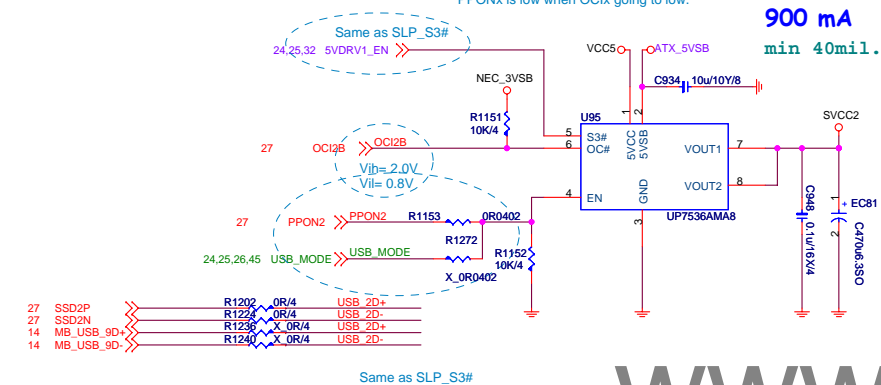 PPONx is low when OCIx going to low.
900 mA
min 40mil.
Same as SLP_S3#
24,25,32 5VDRV1_EN
VCC5
ATX_5VSB
C934 10u/10Y/8
NEC_3VSB
R1151
10K/4
U95
SVCC2
1
2
5
6
S3#
OC#
5VCC
5VSB
VOUT1
7
27 OCI2B
OCI2B
Vih= 2.0V
Vil= 0.8V
VOUT2
8
4
EN
GND
UP7536AMA8
3
C948 0.1u/16X/4
1
+ EC81
2
C470u6.3SO
27 PPON2
PPON2
R1153 0R0402
R1272
X_0R0402
24,25,26,45 USB_MODE
USB_MODE
R1152
10K/4
27 SSD2P R1202 0R/4 USB_2D+
27 SSD2N R1224 0R/4 USB_2D-
14 MB_USB_9D+ R1236 X_0R/4 USB_2D+
14 MB_USB_9D- R1240 X_0R/4 USB_2D-
Same as SLP_S3#
WWW